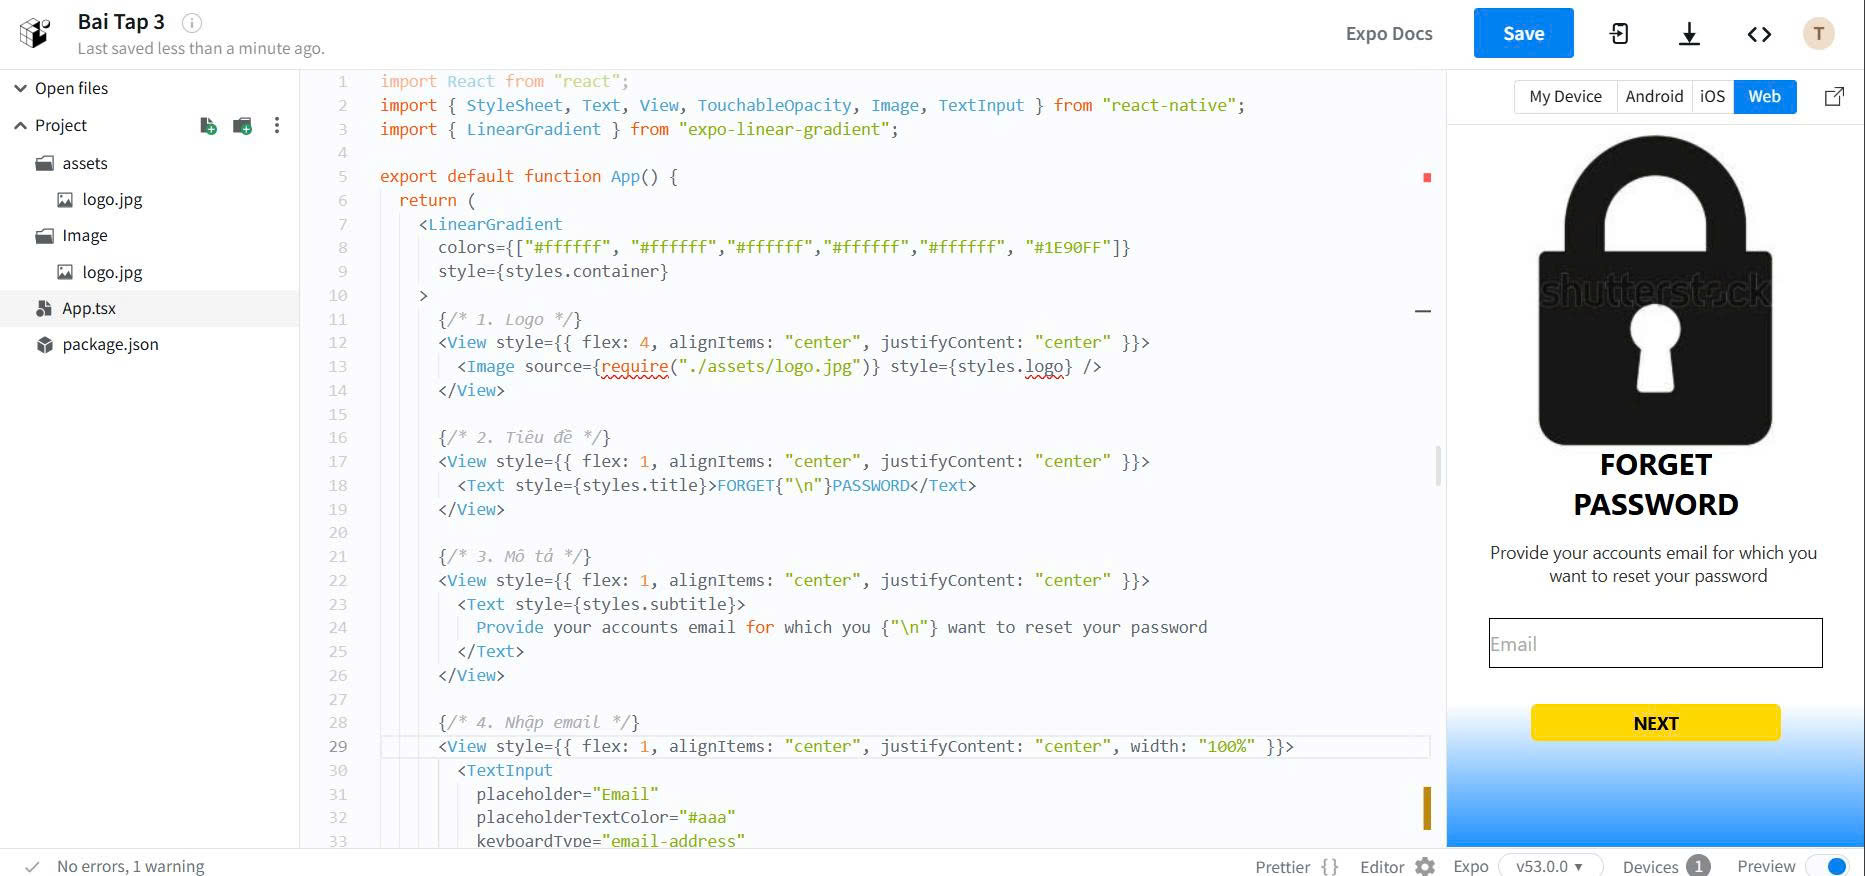 Bai Tap 3
Last saved less than a minute ago.
Expo Docs
Save
T
Open files
Project
assets
logo.jpg
Image
logo.jpg
App.tsx
package.json
1 import React from "react";
2 import { StyleSheet, Text, View, TouchableOpacity, Image, TextInput } from "react-native";
3 import { LinearGradient } from "expo-linear-gradient";
4
5 export default function App() {
6 return (
7 <LinearGradient
8 colors={["#ffffff", "#ffffff","#ffffff","#ffffff","#ffffff", "#1E90FF"]}
9 style={styles.container}
10 >
11 {/* 1. Logo */}
12 <View style={{ flex: 4, alignItems: "center", justifyContent: "center" }}>
13 <Image source={require("./assets/logo.jpg")} style={styles.logo} />
14 </View>
15
16 {/* 2. Tiêu đề */}
17 <View style={{ flex: 1, alignItems: "center", justifyContent: "center" }}>
18 <Text style={styles.title}>FORGET{"\n"}PASSWORD</Text>
19 </View>
20
21 {/* 3. Mô tả */}
22 <View style={{ flex: 1, alignItems: "center", justifyContent: "center" }}>
23 <Text style={styles.subtitle}>
24 Provide your accounts email for which you {"\n"} want to reset your password
25 </Text>
26 </View>
27
28 {/* 4. Nhập email */}
29 <View style={{ flex: 1, alignItems: "center", justifyContent: "center", width: "100%" }}>
30 <TextInput
31 placeholder="Email"
32 placeholderTextColor="#aaa"
33 keyboardType="email-address"
My Device Android iOS Web
shutterstock
FORGET
PASSWORD
Provide your accounts email for which you
want to reset your password
Email
NEXT
No errors, 1 warning
Prettier {} Editor Expo v53.0.0 Devices 1 Preview